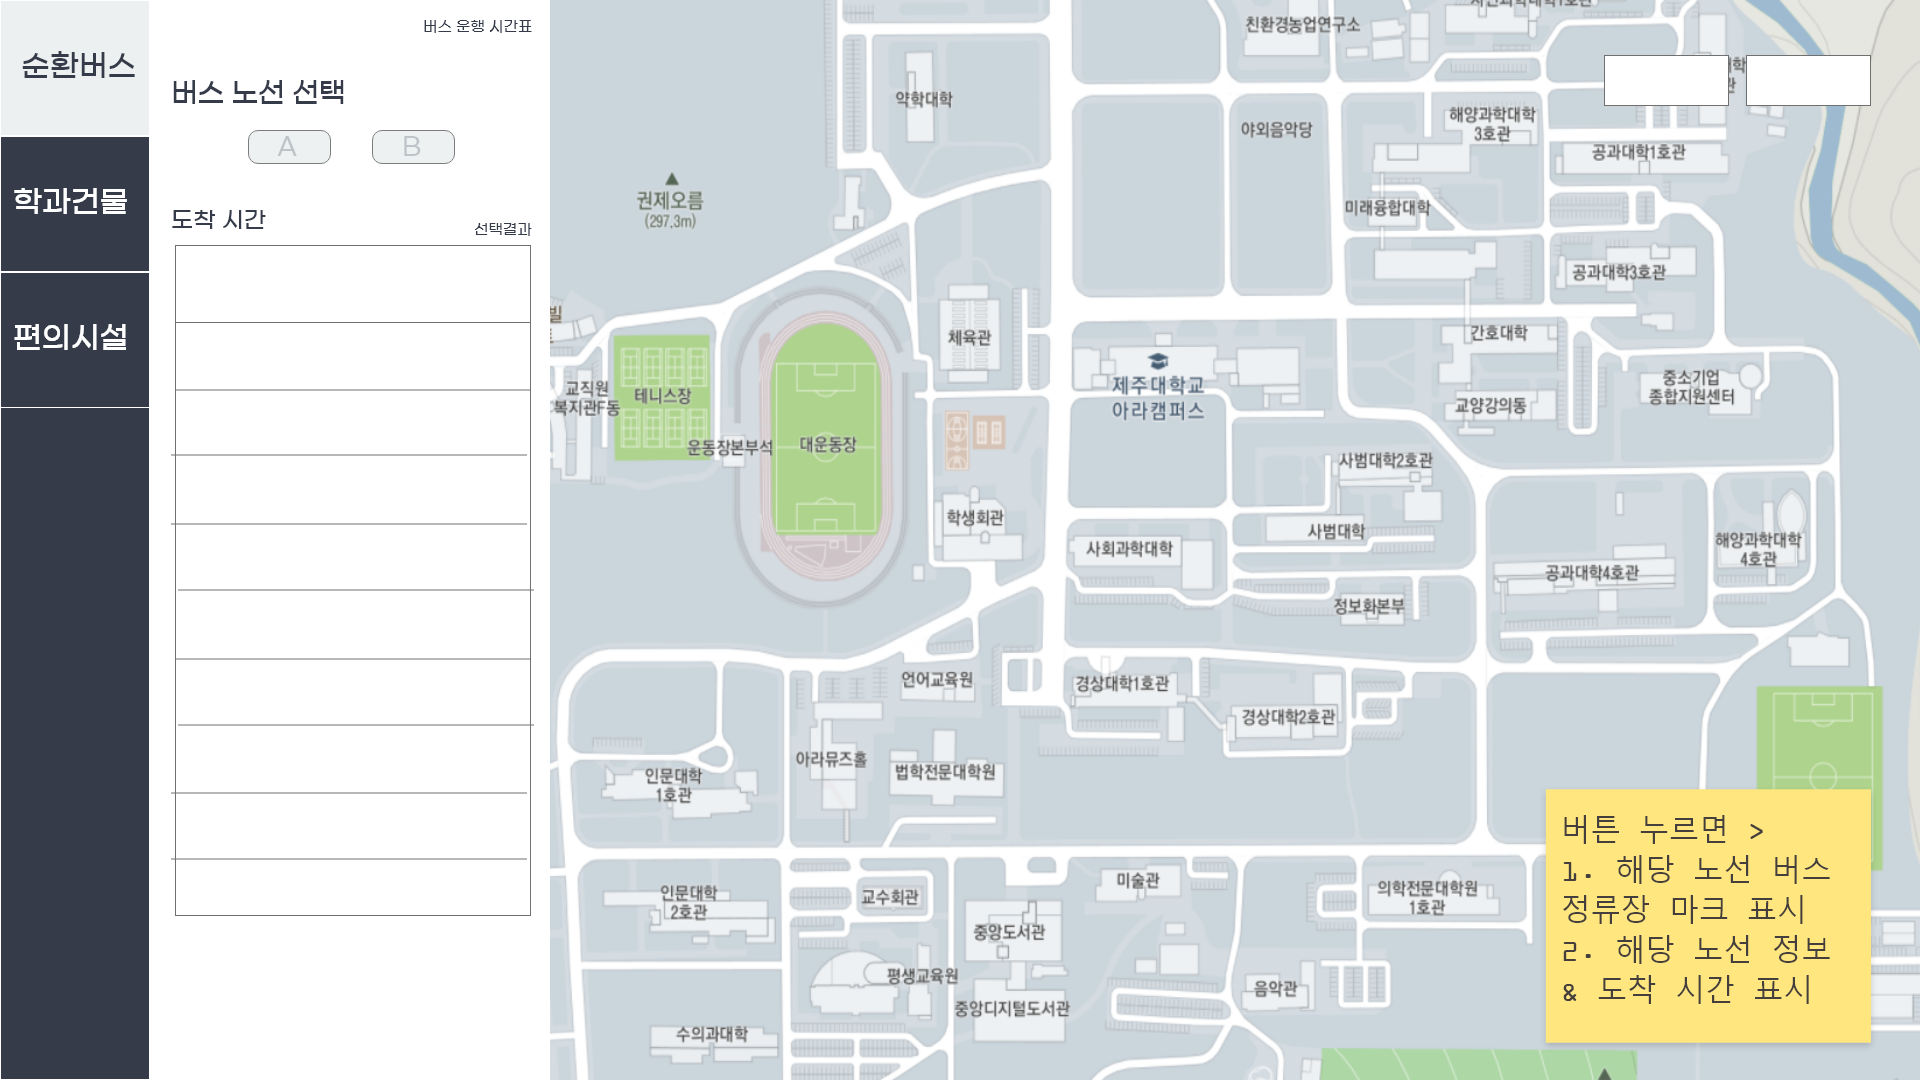 순환버스
학과건물
편의시설
버스 운행 시간표
버스 노선 선택
A
B
도착 시간
선택결과
친환경농업연구소
약학대학
야외음악당
해양과학대학
3호관
공과대학1호관
권제오름
(297.3m)
미래융합대학
공과대학3호관
체육관
간호대학
제주대학교
아라캠퍼스
교직원
복지관F동
테니스장
운동장본부석
대운동장
중소기업
종합지원센터
교양강의동
사범대학2호관
학생회관
사범대학
사회과학대학
해양과학대학
4호관
공과대학4호관
정보화본부
언어교육원
경상대학1호관
경상대학2호관
아라뮤즈홀
법학전문대학원
인문대학
1호관
인문대학
2호관
교수회관
미술관
의학전문대학원
1호관
중앙도서관
평생교육원
음악관
중앙디지털도서관
수의과대학
버튼 누르면 >
1. 해당 노선 버스
정류장 마크 표시
2. 해당 노선 정보
& 도착 시간 표시